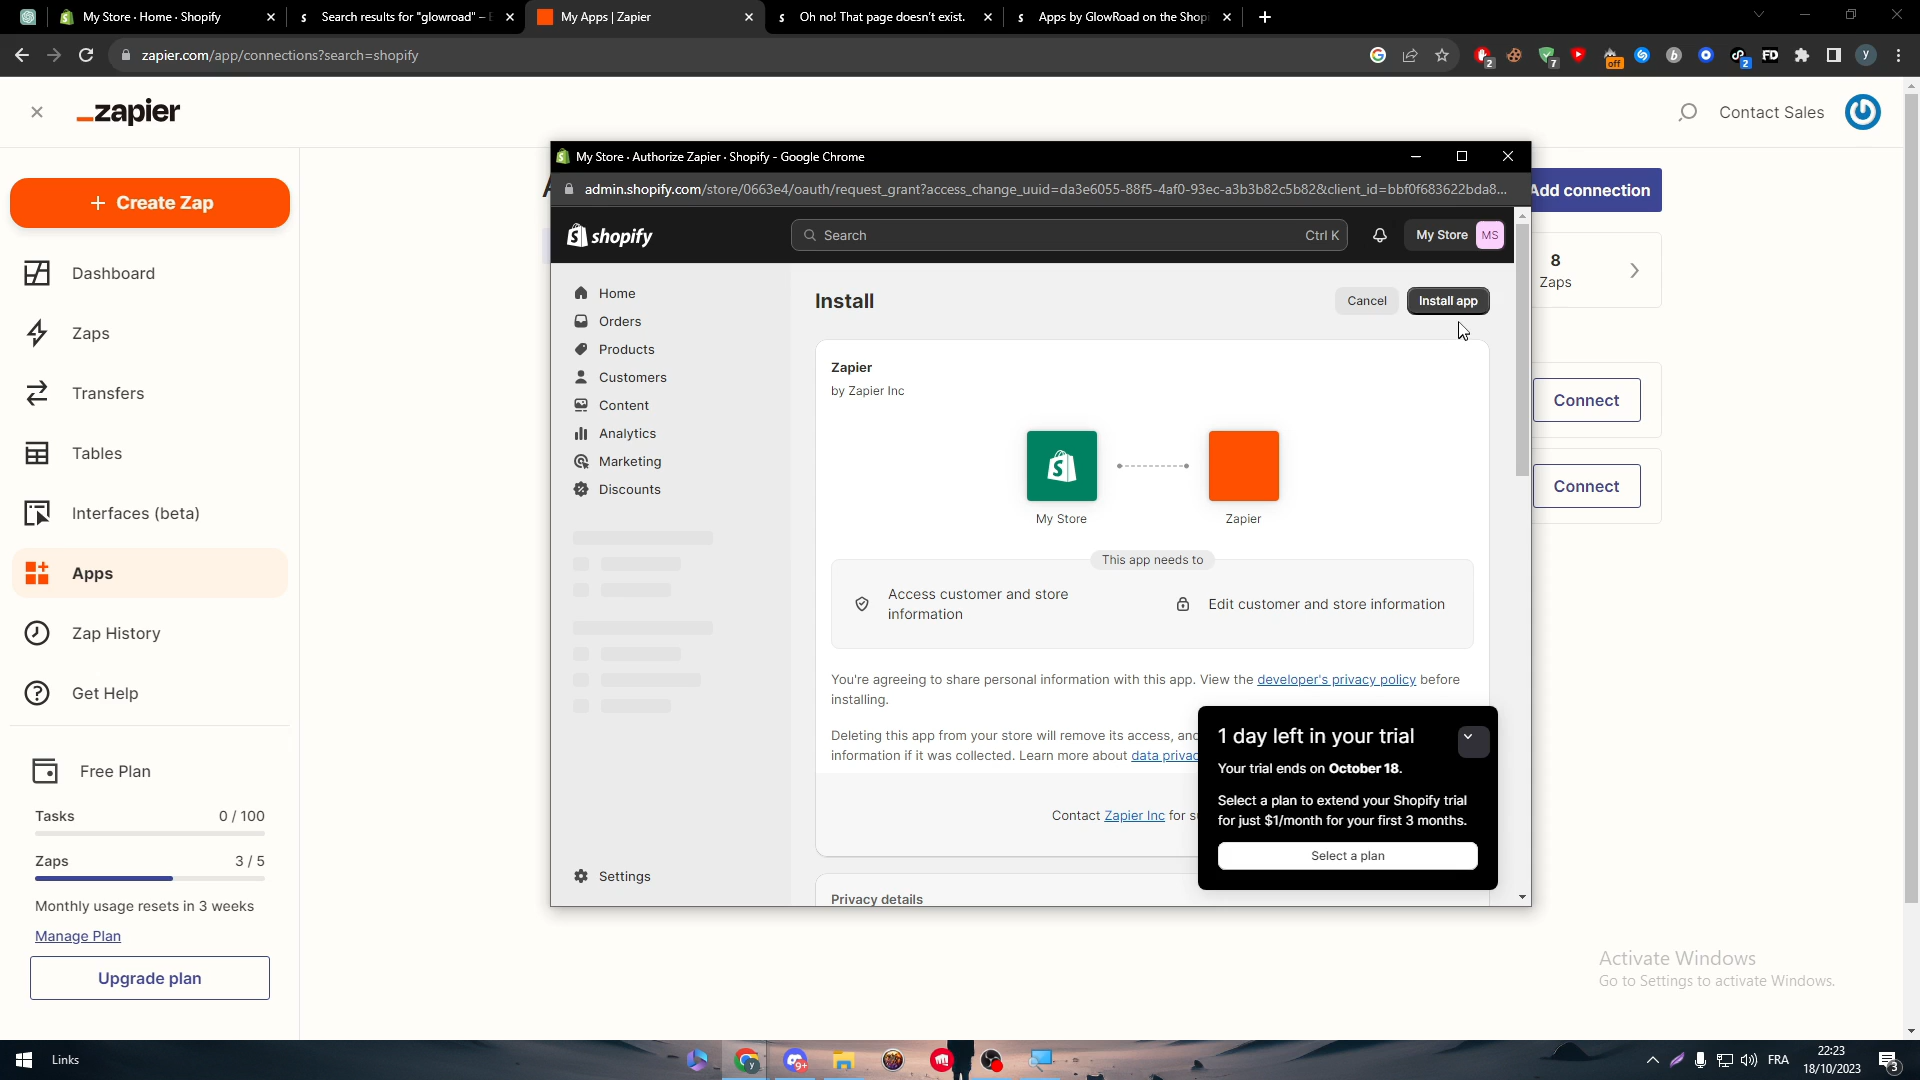 My Store · Home · Shopify
Search results for "glowroad" –
My Apps | Zapier
Oh no! That page doesn't exist.
Apps by GlowRoad on the Shop
zapier.com/app/connections?search=shopify
2
7
off
2
FD
y
zapier
Contact Sales
Create Zap
Dashboard
Zaps
Transfers
Tables
Interfaces (beta)
Apps
Zap History
Get Help
Free Plan
Tasks 0 / 100
Zaps 3 / 5
Monthly usage resets in 3 weeks
Manage Plan
Upgrade plan
My Store · Authorize Zapier · Shopify - Google Chrome
admin.shopify.com/store/0663e4/oauth/request_grant?access_change_uuid=da3e6055-88f5-4af0-93ec-a3b3b82c5b82&client_id=bbf0f683622bda8...
shopify
Search Ctrl K
My Store MS
Home
Orders
Products
Customers
Content
Analytics
Marketing
Discounts
Settings
Install
Cancel
Install app
Zapier
by Zapier Inc
My Store
Zapier
This app needs to
Access customer and store
information
Edit customer and store information
You're agreeing to share personal information with this app. View the developer's privacy policy before
installing.
Deleting this app from your store will remove its access, and
information if it was collected. Learn more about data privac
Contact Zapier Inc for su
Privacy details
1 day left in your trial
Your trial ends on October 18.
Select a plan to extend your Shopify trial
for just $1/month for your first 3 months.
Select a plan
Add connection
8
Zaps
Connect
Connect
Activate Windows
Go to Settings to activate Windows.
Links
9+
FRA
22:23
18/10/2023
3